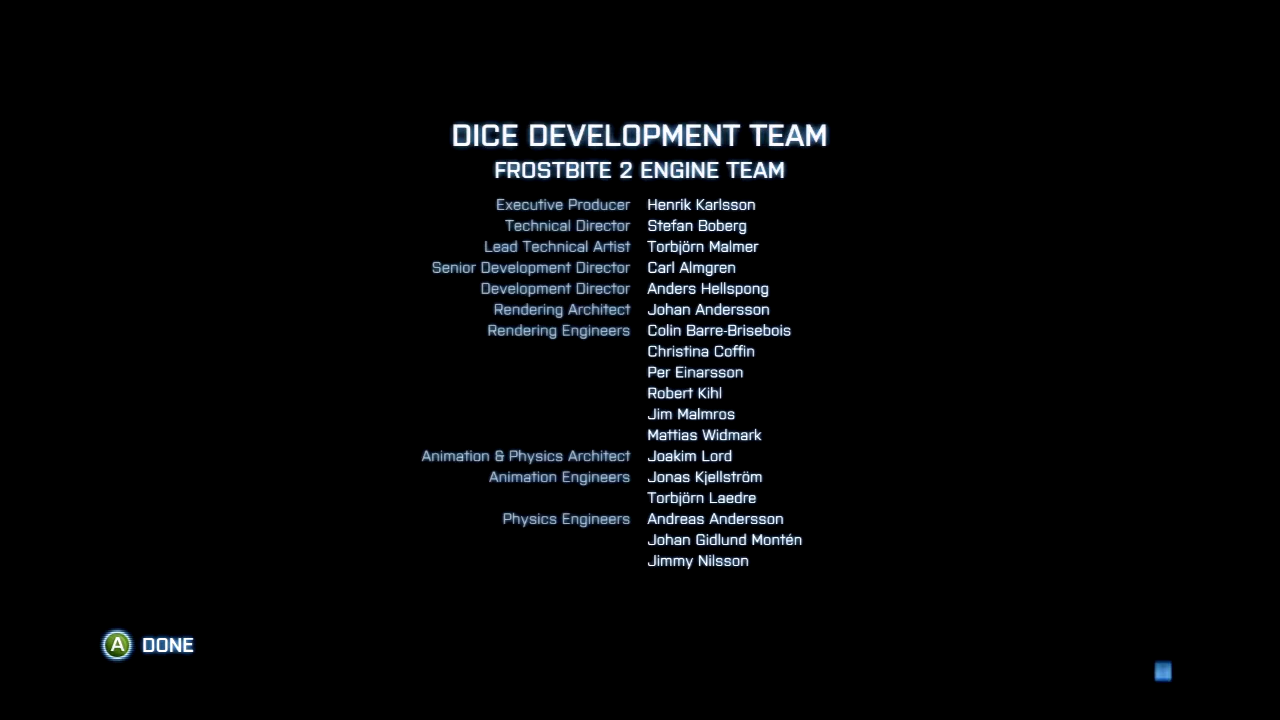 DICE DEVELOPMENT TEAM
FROSTBITE 2 ENGINE TEAM
Executive Producer Henrik Karlsson
Technical Director Stefan Boberg
Lead Technical Artist Torbjörn Malmer
Senior Development Director Carl Almgren
Development Director Anders Hellspong
Rendering Architect Johan Andersson
Rendering Engineers Colin Barre-Brisebois
Christina Coffin
Per Einarsson
Robert Kihl
Jim Malmros
Mattias Widmark
Animation & Physics Architect Joakim Lord
Animation Engineers Jonas Kjellström
Torbjörn Laedre
Physics Engineers Andreas Andersson
Johan Gidlund Montén
Jimmy Nilsson
A DONE